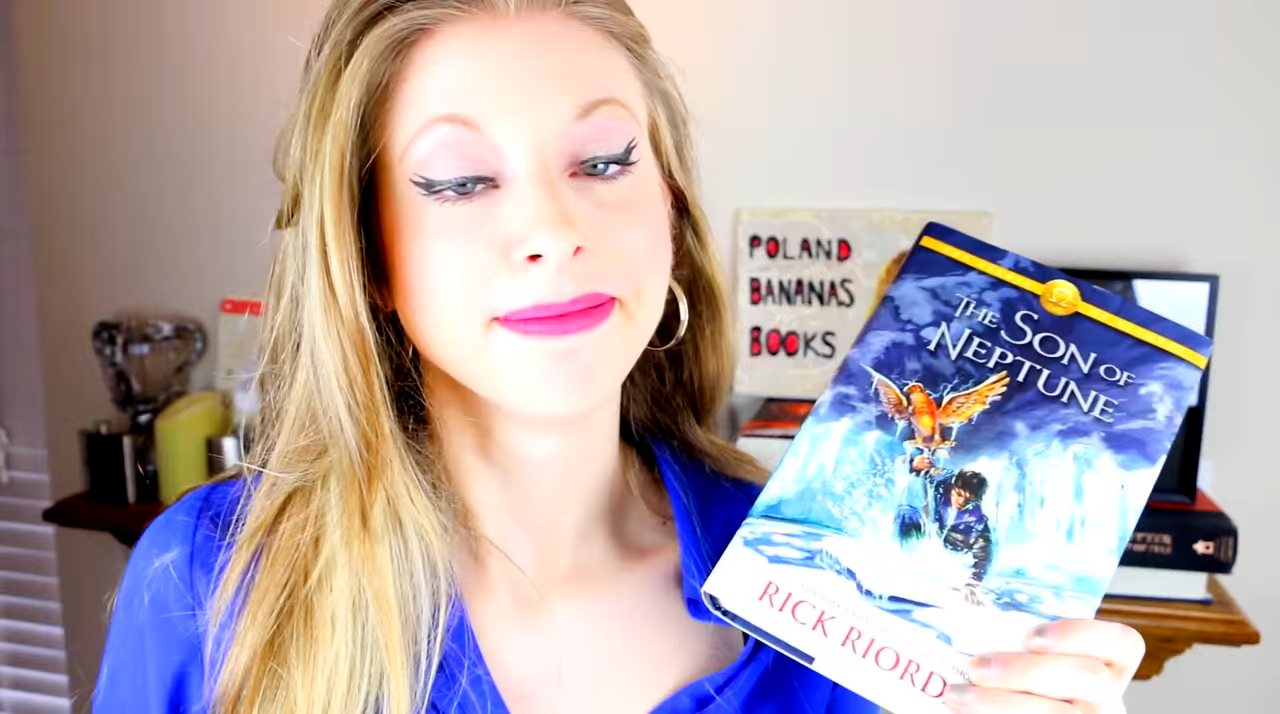 POLAND
BANANAS
BOOKS
THE SON OF
NEPTUNE
RICK RIORD